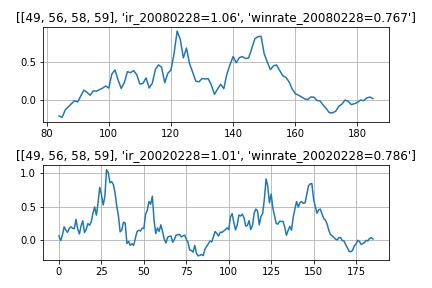 [[49, 56, 58, 59], 'ir_20080228=1.06', 'winrate_20080228=0.767']
0.5
0.0
80 100 120 140 160 180
[[49, 56, 58, 59], 'ir_20020228=1.01', 'winrate_20020228=0.786']
1.0
0.5
0.0
0 25 50 75 100 125 150 175